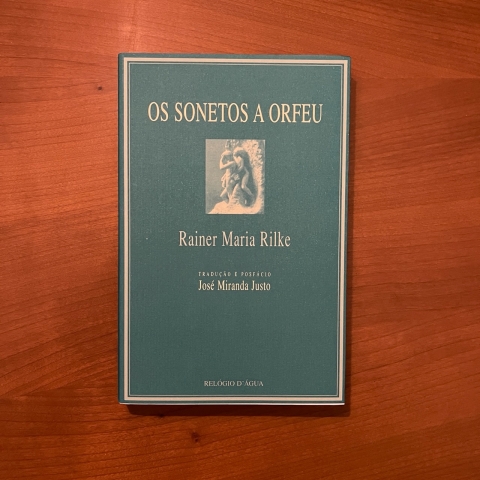 OS SONETOS A ORFEU
Rainer Maria Rilke
TRADUÇÃO E POSFÁCIO
José Miranda Justo
RELÓGIO D'ÁGUA